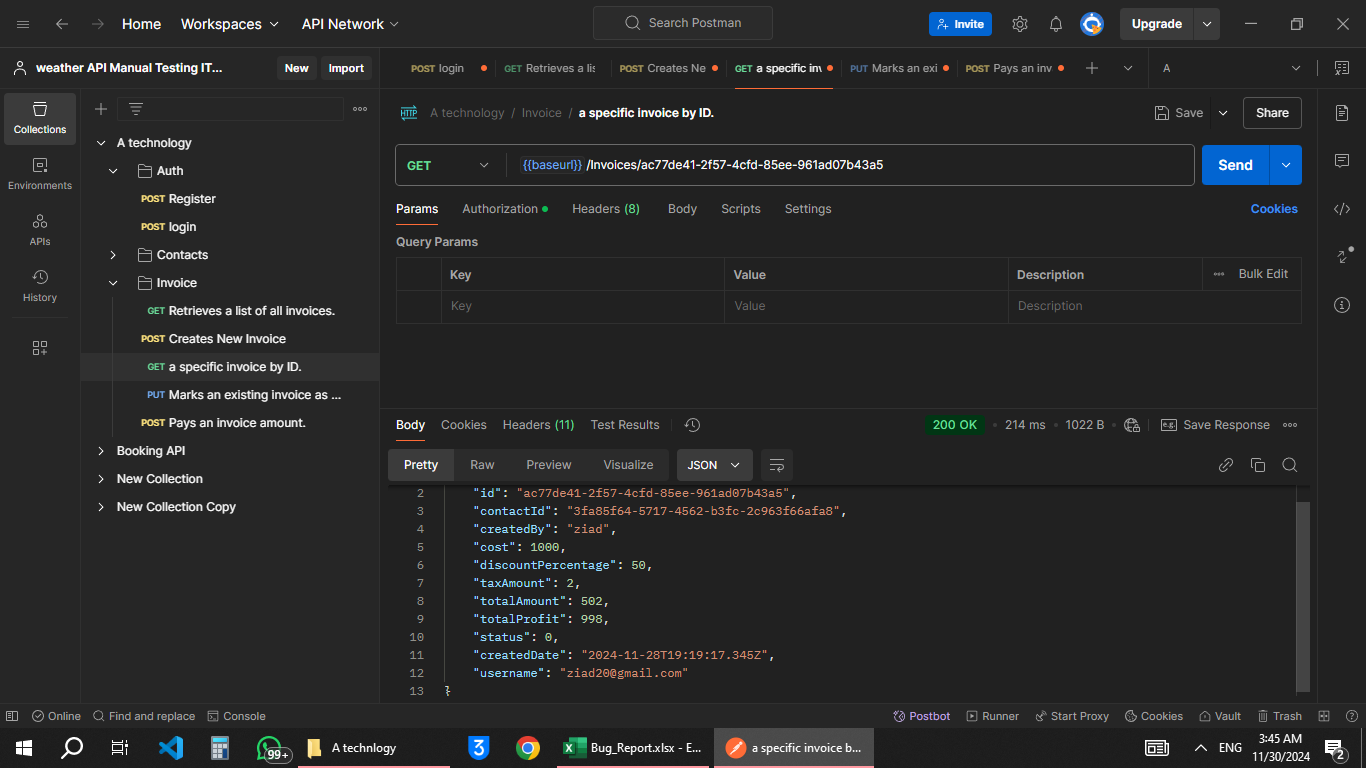 Home Workspaces API Network Search Postman Invite Upgrade
weather API Manual Testing IT... New Import
POST login GET Retrieves a lis POST Creates Ne GET a specific inv PUT Marks an exi POST Pays an inv A
Collections
Environments
APIs
History
A technology
Auth
POST Register
POST login
Contacts
Invoice
GET Retrieves a list of all invoices.
POST Creates New Invoice
GET a specific invoice by ID.
PUT Marks an existing invoice as ...
POST Pays an invoice amount.
Booking API
New Collection
New Collection Copy
HTTP A technology / Invoice / a specific invoice by ID. Save Share
GET {{baseurl}} /Invoices/ac77de41-2f57-4cfd-85ee-961ad07b43a5 Send
Params Authorization Headers (8) Body Scripts Settings Cookies
Query Params
Key Value Description Bulk Edit
Key Value Description
Body Cookies Headers (11) Test Results 200 OK 214 ms 1022 B e.g. Save Response
Pretty Raw Preview Visualize JSON
2 "id": "ac77de41-2f57-4cfd-85ee-961ad07b43a5",
3 "contactId": "3fa85f64-5717-4562-b3fc-2c963f66afa8",
4 "createdBy": "ziad",
5 "cost": 1000,
6 "discountPercentage": 50,
7 "taxAmount": 2,
8 "totalAmount": 502,
9 "totalProfit": 998,
10 "status": 0,
11 "createdDate": "2024-11-28T19:19:17.345Z",
12 "username": "ziad20@gmail.com"
13 }
Online Find and replace Console Postbot Runner Start Proxy Cookies Vault Trash
99+ A technlogy 3 Bug_Report.xlsx - E... a specific invoice b... ENG 3:45 AM
11/30/2024 2